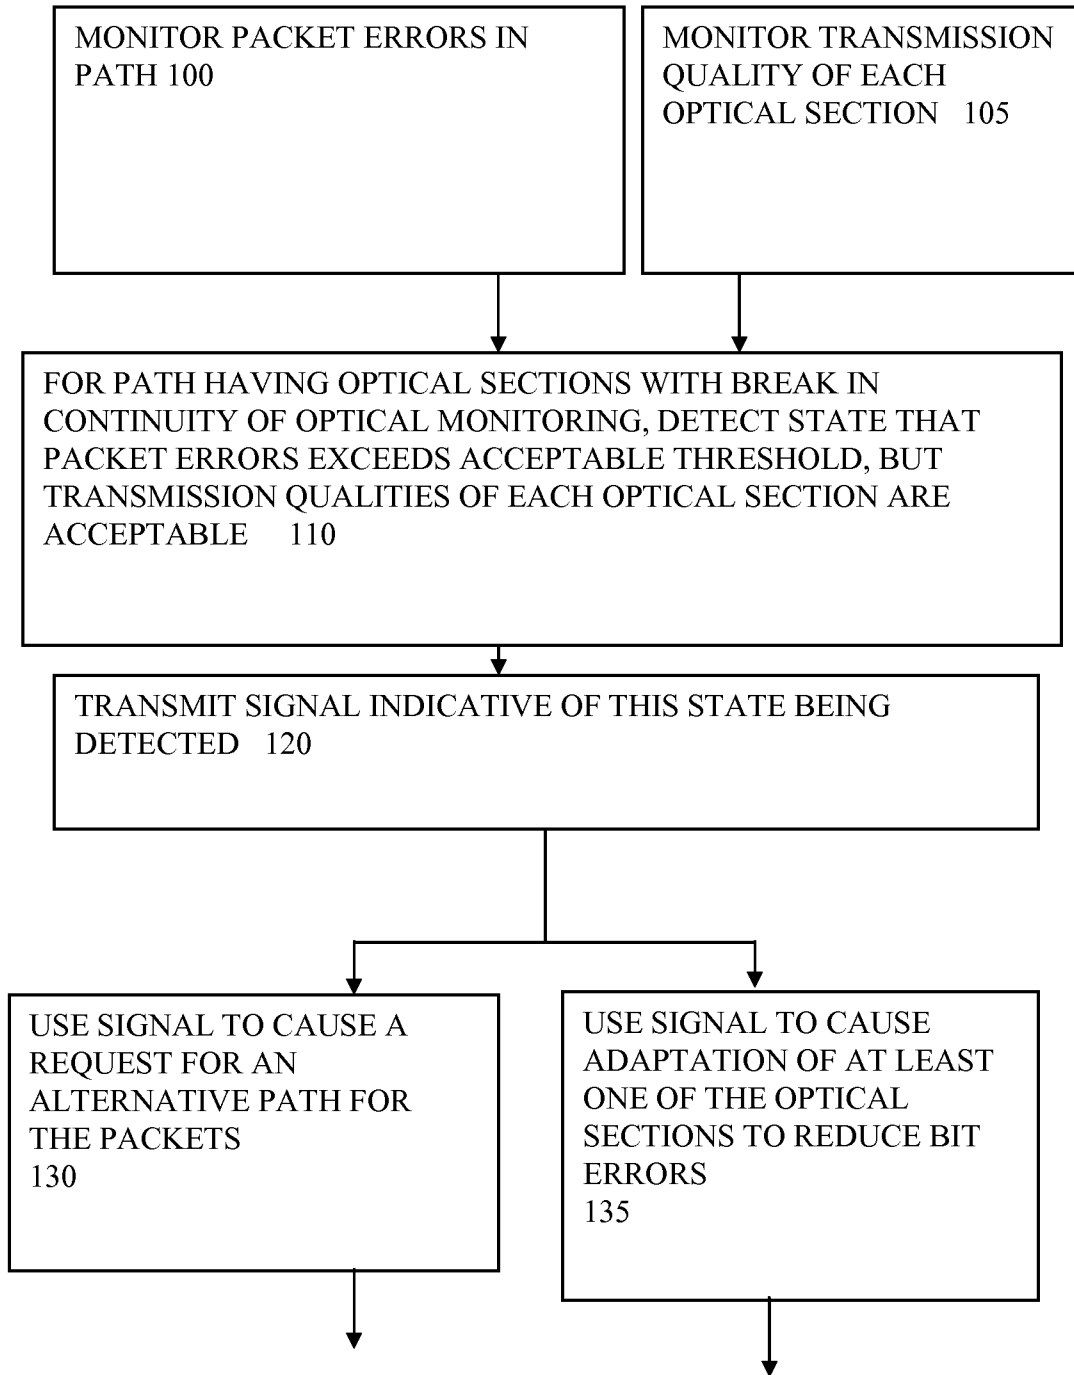 MONITOR PACKET ERRORS IN
PATH 100
MONITOR TRANSMISSION
QUALITY OF EACH
OPTICAL SECTION 105
FOR PATH HAVING OPTICAL SECTIONS WITH BREAK IN
CONTINUITY OF OPTICAL MONITORING, DETECT STATE THAT
PACKET ERRORS EXCEEDS ACCEPTABLE THRESHOLD, BUT
TRANSMISSION QUALITIES OF EACH OPTICAL SECTION ARE
ACCEPTABLE 110
TRANSMIT SIGNAL INDICATIVE OF THIS STATE BEING
DETECTED 120
USE SIGNAL TO CAUSE A
REQUEST FOR AN
ALTERNATIVE PATH FOR
THE PACKETS
130
USE SIGNAL TO CAUSE
ADAPTATION OF AT LEAST
ONE OF THE OPTICAL
SECTIONS TO REDUCE BIT
ERRORS
135